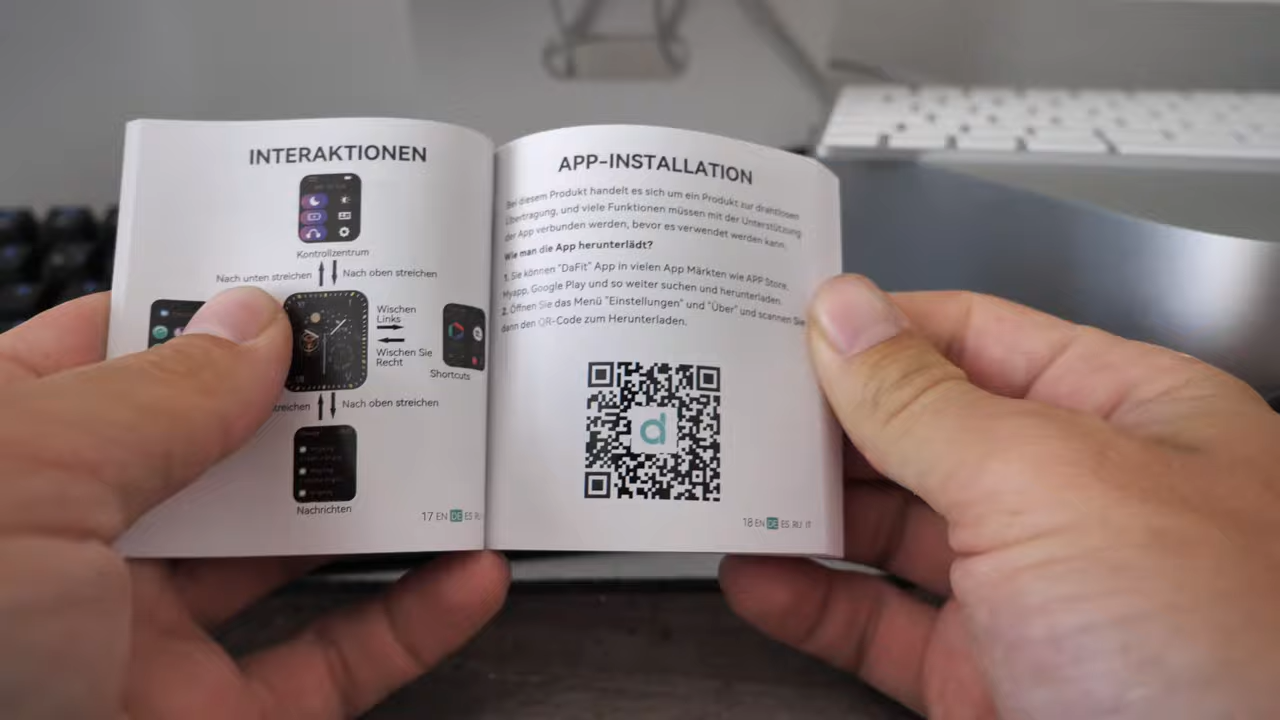 INTERAKTIONEN
Kontrollzentrum
Nach unten streichen
Nach oben streichen
Wischen
Links
Wischen Sie
Recht
Shortcuts
streichen
Nach oben streichen
Nachrichten
17 EN DE ES RU
APP-INSTALLATION
Bei diesem Produkt handelt es sich um ein Produkt zur drahtlosen
Übertragung, und viele Funktionen müssen mit der Unterstützung
der App verbunden werden, bevor es verwendet werden kann.
Wie man die App herunterlädt?
1. Sie können "DaFit" App in vielen App Märkten wie APP Store,
Myapp, Google Play und so weiter suchen und herunterladen.
2. Öffnen Sie das Menü "Einstellungen" und "Über" und scannen Sie
dann den QR-Code zum Herunterladen.
18 EN DE ES RU IT